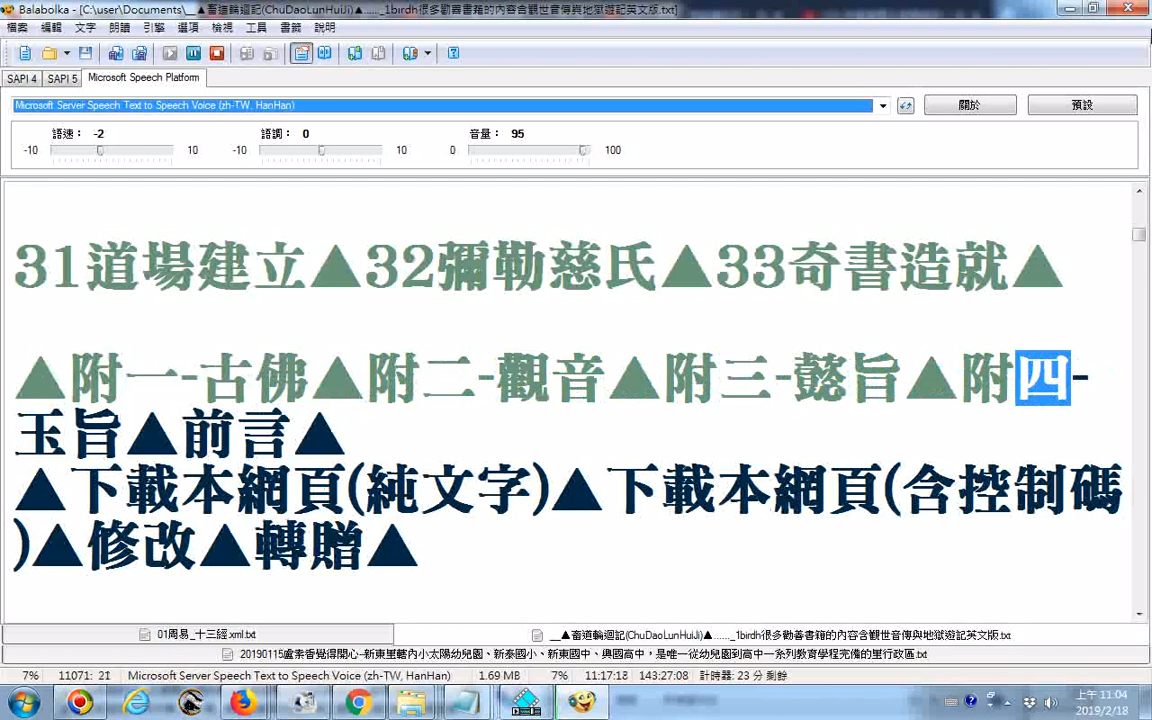 Balabolka - [C:\user\Documents\__▲畜道輪迴記(ChuDaoLunHuiJi)▲......_1birdh很多勸善書籍的內容含觀世音傳與地獄遊記英文版.txt]
檔案 編輯 文字 朗讀 引擎 選項 檢視 工具 書籤 說明
SAPI 4 SAPI 5 Microsoft Speech Platform
Microsoft Server Speech Text to Speech Voice (zh-TW, HanHan) 關於 預設
語速： -2 語調： 0 音量： 95
-10 10 -10 10 0 100
31道場建立▲32彌勒慈氏▲33奇書造就▲
▲附一-古佛▲附二-觀音▲附三-懿旨▲附四-
玉旨▲前言▲
▲下載本網頁(純文字)▲下載本網頁(含控制碼
)▲修改▲轉贈▲
01周易_十三經.xml.txt __▲畜道輪迴記(ChuDaoLunHuiJi)▲......_1birdh很多勸善書籍的內容含觀世音傳與地獄遊記英文版.txt
20190115盧素香覺得開心-新東里轄內小太陽幼兒園、新泰國小、新東國中、興國高中，是唯一從幼兒園到高中一系列教育學程完備的里行政區.txt
7% 11071: 21 Microsoft Server Speech Text to Speech Voice (zh-TW, HanHan) 1.69 MB 7% 11:17:18 143:27:08 計時器: 23 分 剩餘
上午 11:04
2019/2/18